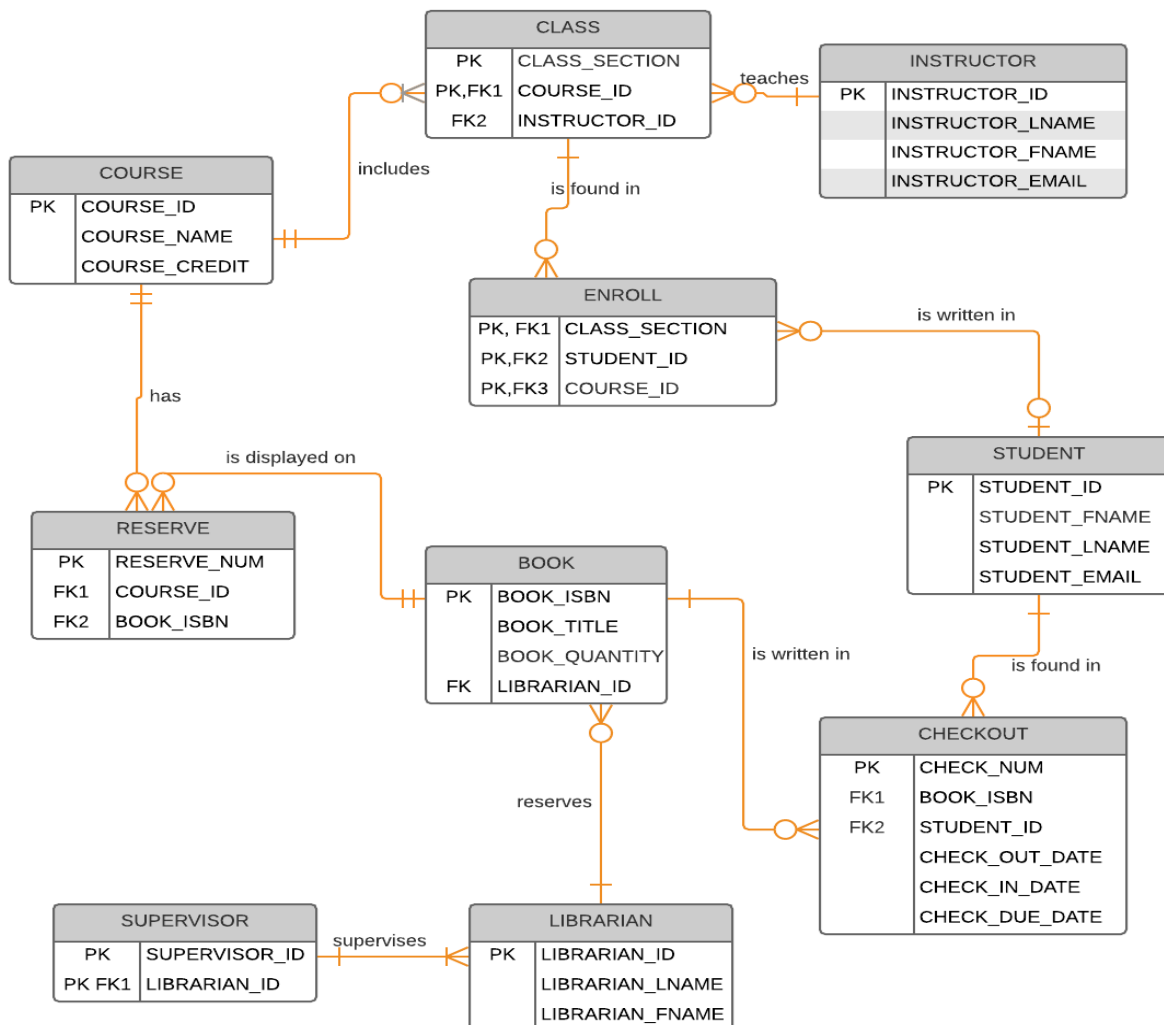 CLASS
PK CLASS_SECTION
PK,FK1 COURSE_ID
FK2 INSTRUCTOR_ID
teaches
INSTRUCTOR
PK INSTRUCTOR_ID
INSTRUCTOR_LNAME
INSTRUCTOR_FNAME
INSTRUCTOR_EMAIL
includes
is found in
COURSE
PK COURSE_ID
COURSE_NAME
COURSE_CREDIT
ENROLL
PK, FK1 CLASS_SECTION
PK,FK2 STUDENT_ID
PK,FK3 COURSE_ID
is written in
has
is displayed on
STUDENT
PK STUDENT_ID
STUDENT_FNAME
STUDENT_LNAME
STUDENT_EMAIL
RESERVE
PK RESERVE_NUM
FK1 COURSE_ID
FK2 BOOK_ISBN
BOOK
PK BOOK_ISBN
BOOK_TITLE
BOOK_QUANTITY
FK LIBRARIAN_ID
is written in
is found in
CHECKOUT
PK CHECK_NUM
FK1 BOOK_ISBN
FK2 STUDENT_ID
CHECK_OUT_DATE
CHECK_IN_DATE
CHECK_DUE_DATE
reserves
SUPERVISOR
PK SUPERVISOR_ID
PK FK1 LIBRARIAN_ID
supervises
LIBRARIAN
PK LIBRARIAN_ID
LIBRARIAN_LNAME
LIBRARIAN_FNAME